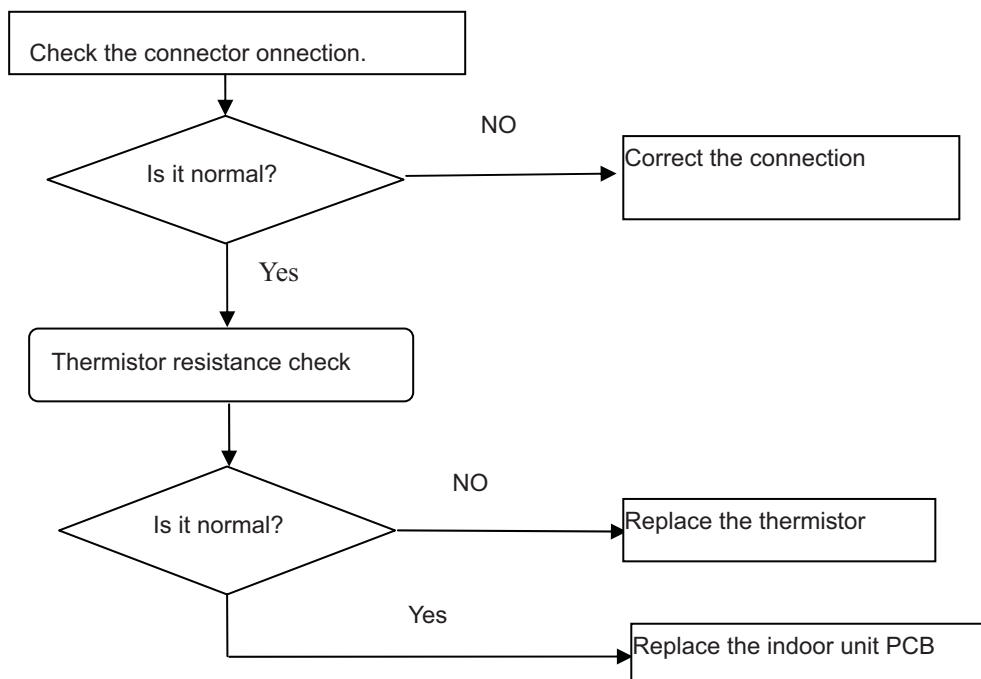 Check the connector onnection.
NO
Is it normal?
Correct the connection
Yes
Thermistor resistance check
NO
Is it normal?
Replace the thermistor
Yes
Replace the indoor unit PCB